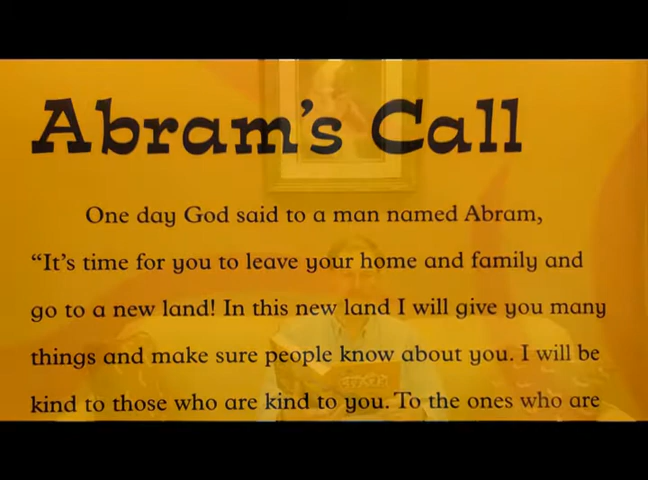 Abram's Call
One day God said to a man named Abram,
“It's time for you to leave your home and family and
go to a new land! In this new land I will give you many
things and make sure people know about you. I will be
kind to those who are kind to you. To the ones who are